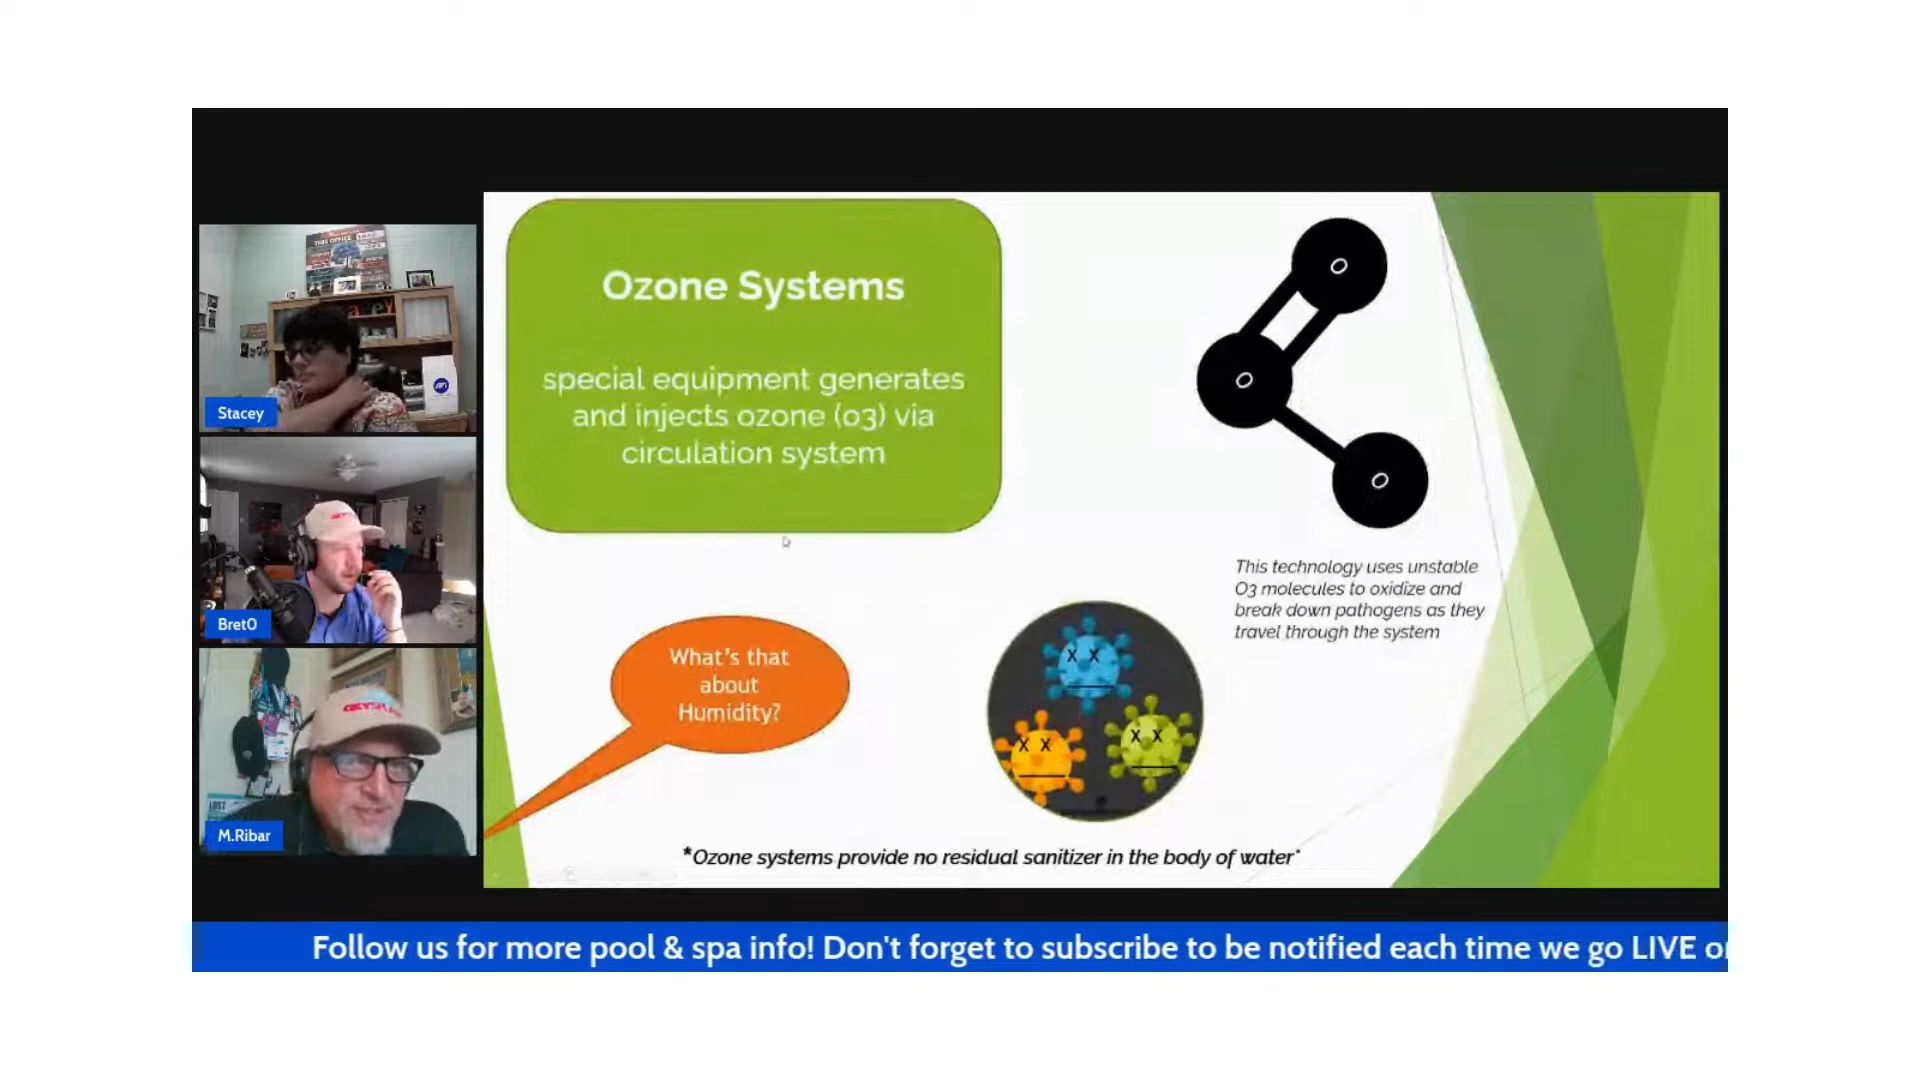 THIS OFFICE
Stacey
BretO
M.Ribar
LOST
Ozone Systems
special equipment generates
and injects ozone (o3) via
circulation system
O
O
O
This technology uses unstable
O3 molecules to oxidize and
break down pathogens as they
travel through the system
What's that
about
Humidity?
X X
X X
X X
*Ozone systems provide no residual sanitizer in the body of water*
Follow us for more pool & spa info! Don't forget to subscribe to be notified each time we go LIVE